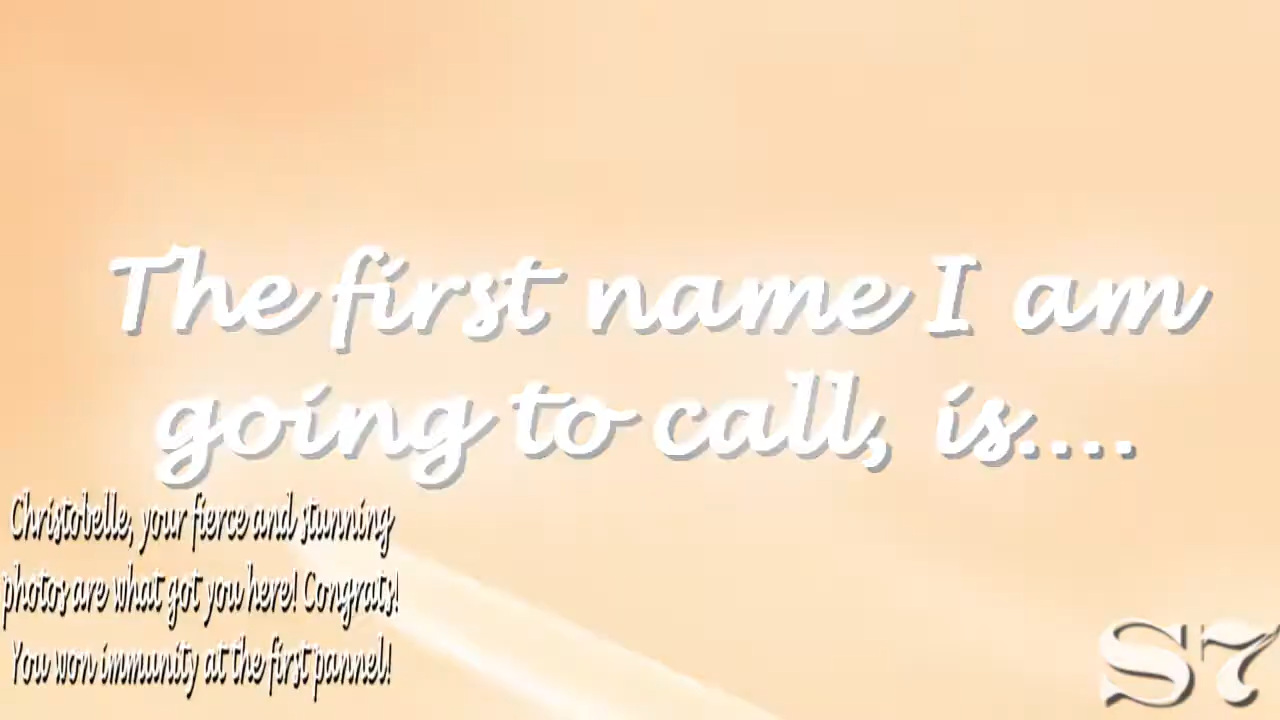 The first name I am
going to call, is....
Christobelle, your fierce and stunning
photos are what got you here! Congrats!
You won immunity at the first pannel!
S7